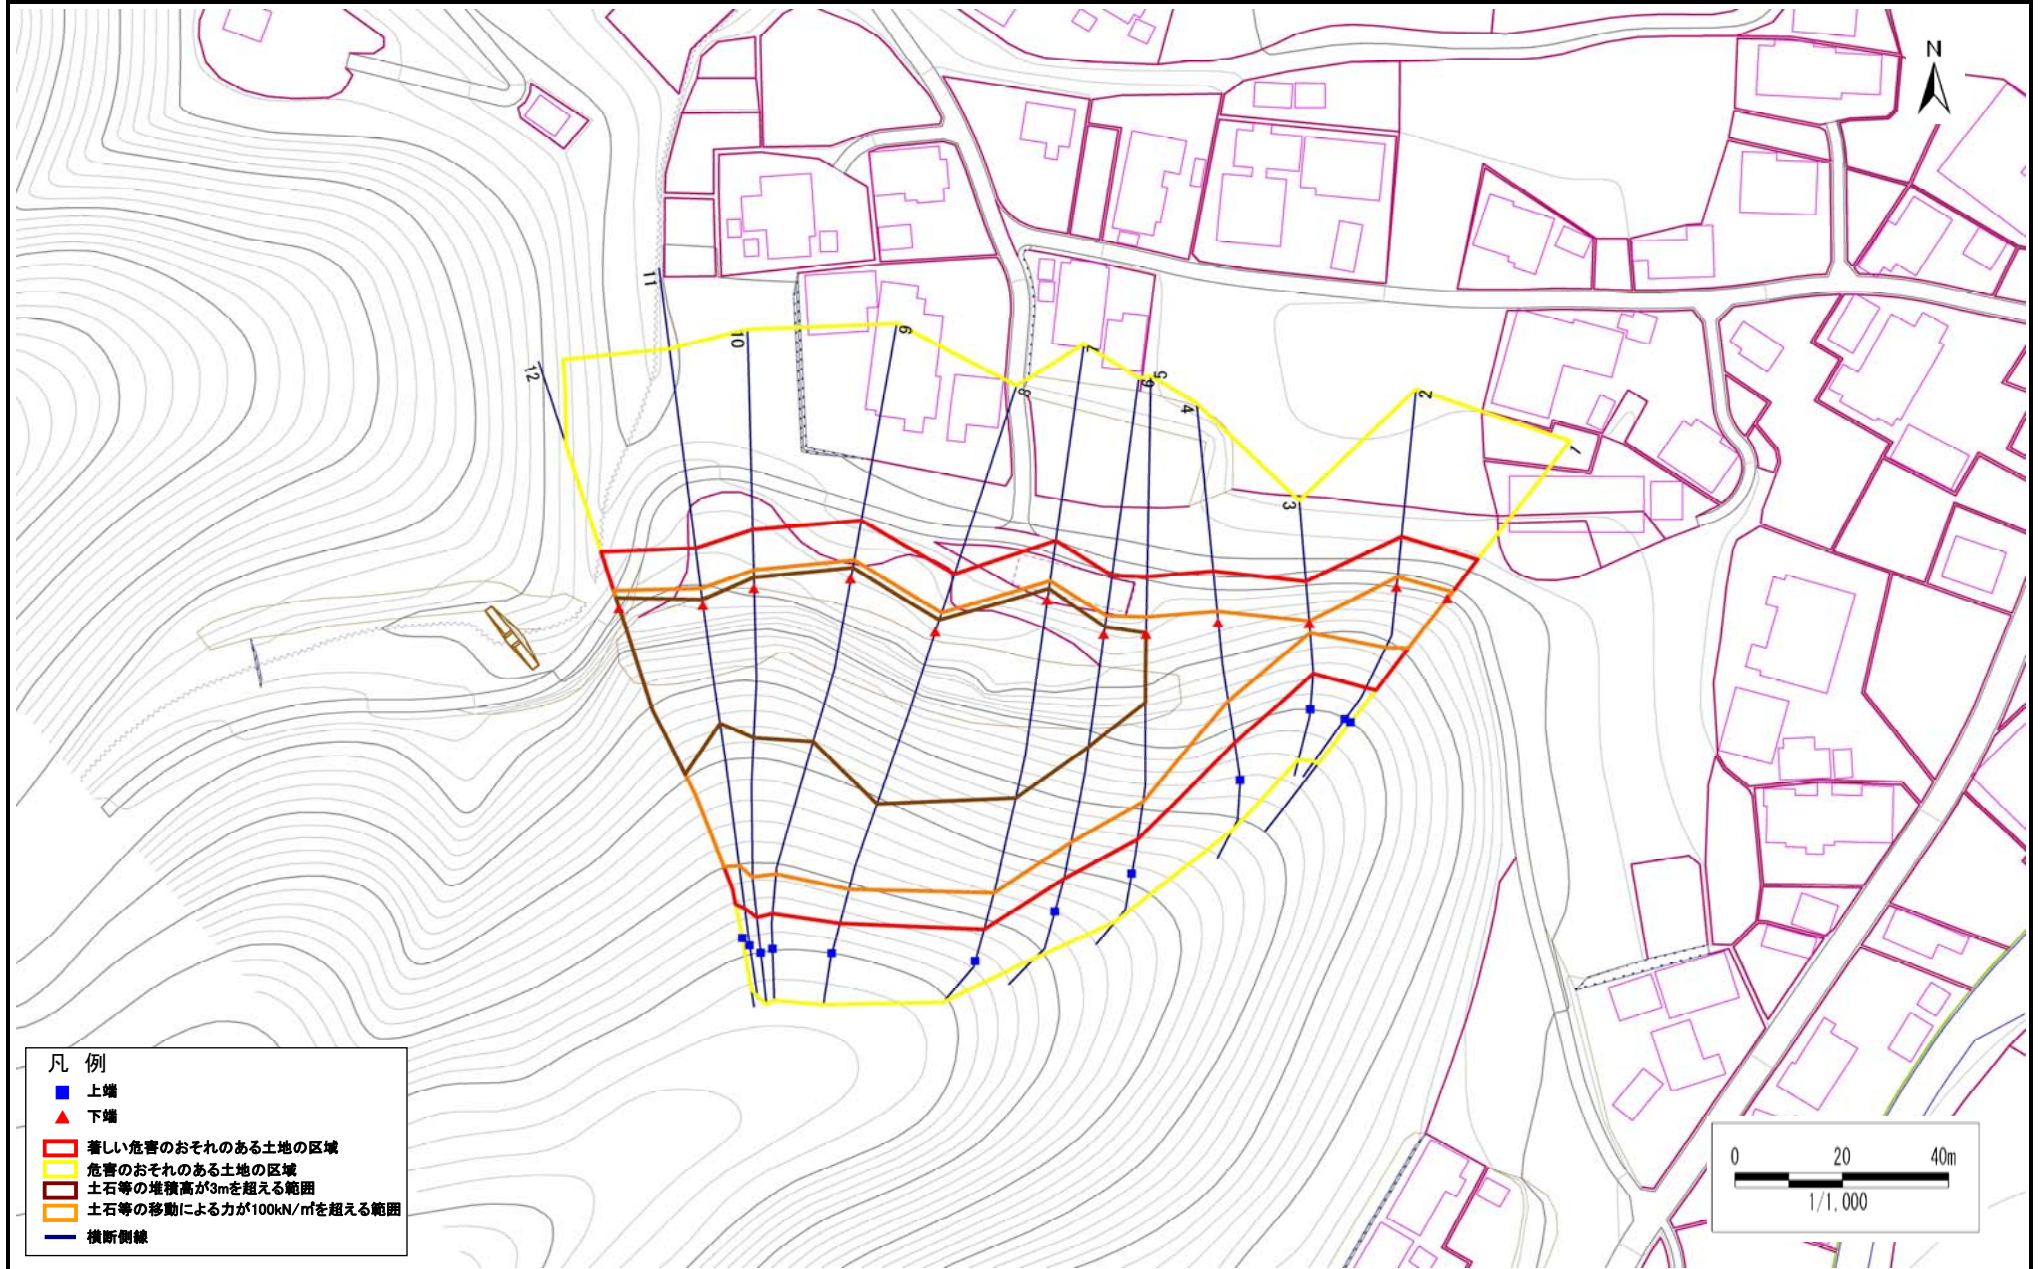 N
11
10
9
12
8
7
6
5
4
3
2
1
凡 例
上端
下端
著しい危害のおそれのある土地の区域
危害のおそれのある土地の区域
土石等の堆積高が3mを超える範囲
土石等の移動による力が100kN/㎡を超える範囲
横断側線
0 20 40m
1/1,000